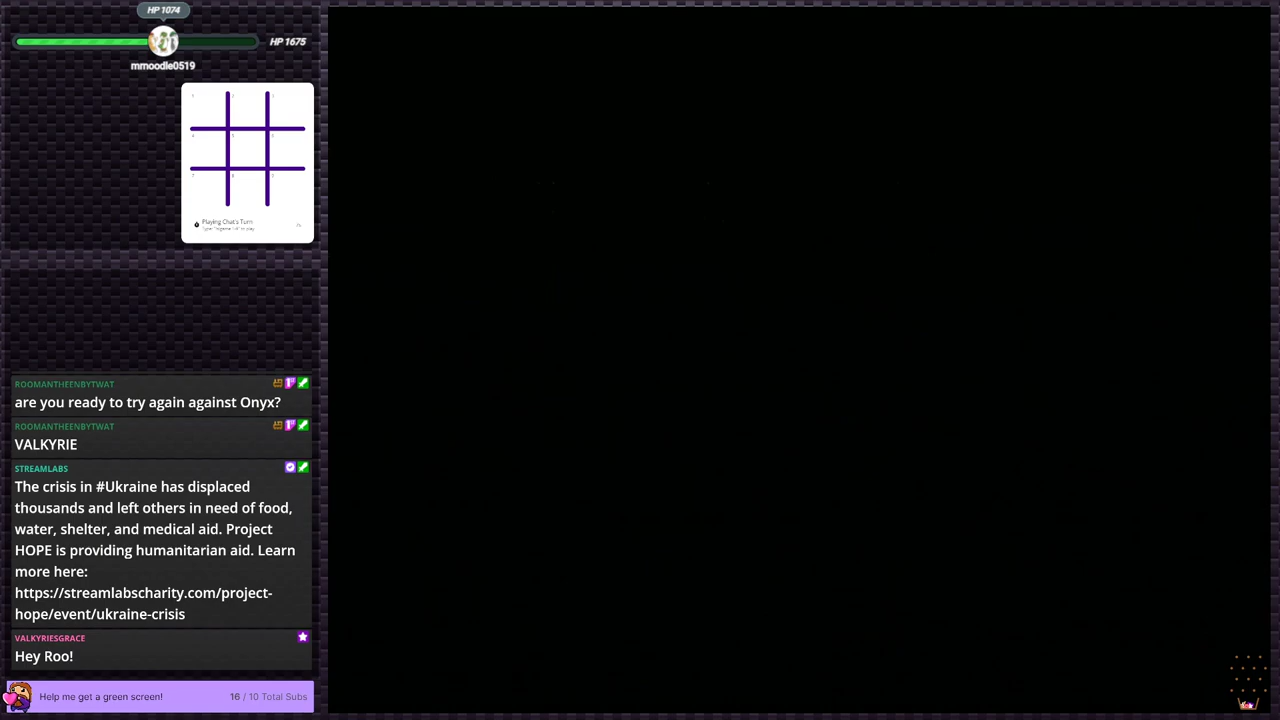 HP 1074
HP 1675
mmoodle0519
Playing Chat's Turn
ROOMANTHEENBYTWAT
are you ready to try again against Onyx?
ROOMANTHEENBYTWAT
VALKYRIE
STREAMLABS
The crisis in #Ukraine has displaced
thousands and left others in need of food,
water, shelter, and medical aid. Project
HOPE is providing humanitarian aid. Learn
more here:
https://streamlabscharity.com/project-
hope/event/ukraine-crisis
VALKYRIESGRACE
Hey Roo!
Help me get a green screen! 16 / 10 Total Subs